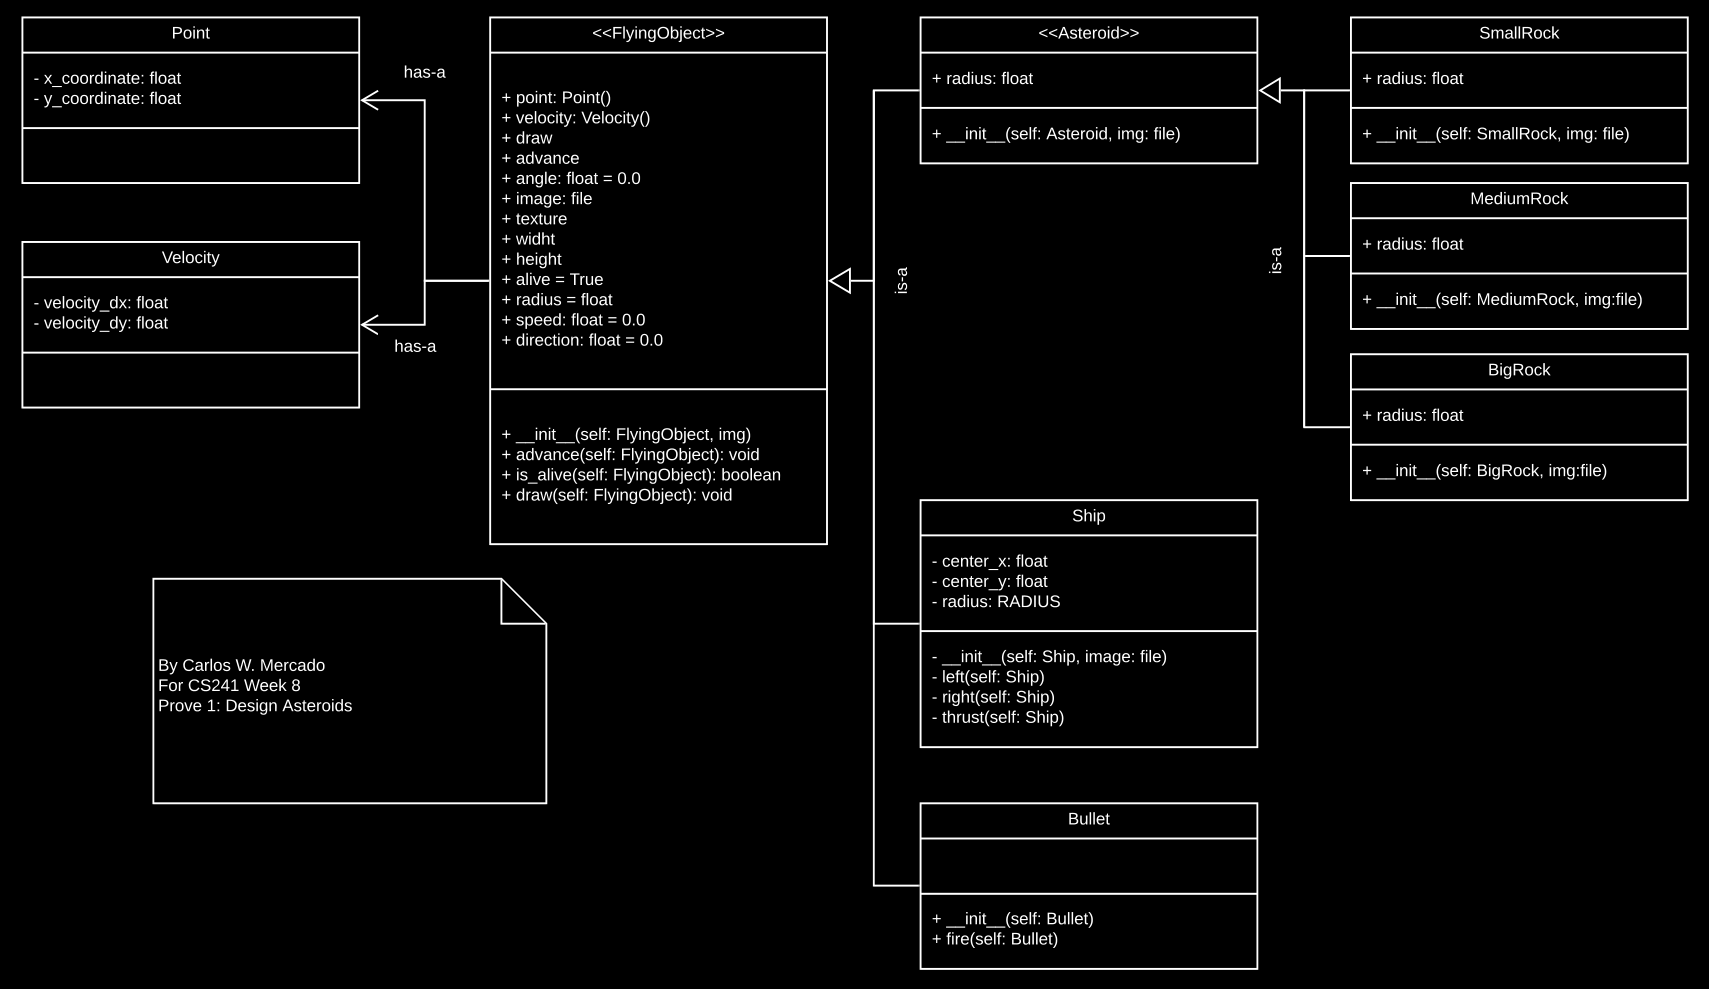 Point
- x_coordinate: float
- y_coordinate: float
Velocity
- velocity_dx: float
- velocity_dy: float
has-a
has-a
<<FlyingObject>>
+ point: Point()
+ velocity: Velocity()
+ draw
+ advance
+ angle: float = 0.0
+ image: file
+ texture
+ widht
+ height
+ alive = True
+ radius = float
+ speed: float = 0.0
+ direction: float = 0.0
+ __init__(self: FlyingObject, img)
+ advance(self: FlyingObject): void
+ is_alive(self: FlyingObject): boolean
+ draw(self: FlyingObject): void
By Carlos W. Mercado
For CS241 Week 8
Prove 1: Design Asteroids
is-a
<<Asteroid>>
+ radius: float
+ __init__(self: Asteroid, img: file)
Ship
- center_x: float
- center_y: float
- radius: RADIUS
- __init__(self: Ship, image: file)
- left(self: Ship)
- right(self: Ship)
- thrust(self: Ship)
Bullet
+ __init__(self: Bullet)
+ fire(self: Bullet)
is-a
SmallRock
+ radius: float
+ __init__(self: SmallRock, img: file)
MediumRock
+ radius: float
+ __init__(self: MediumRock, img:file)
BigRock
+ radius: float
+ __init__(self: BigRock, img:file)